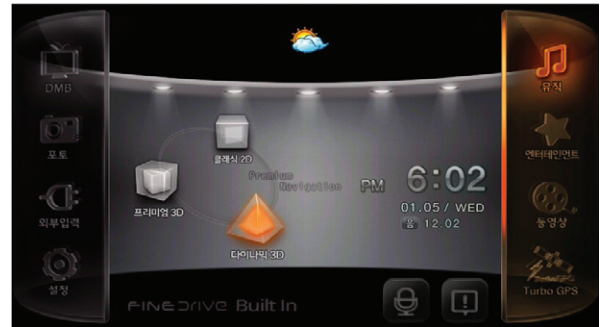 DMB
포토
외부입력
설정
클래식 2D
프리미엄 3D
Premium
Navigation
다이나믹 3D
PM 6:02
01.05 / WED
음 12.02
뮤직
엔터테인먼트
동영상
Turbo GPS
FINEDRIVE Built In